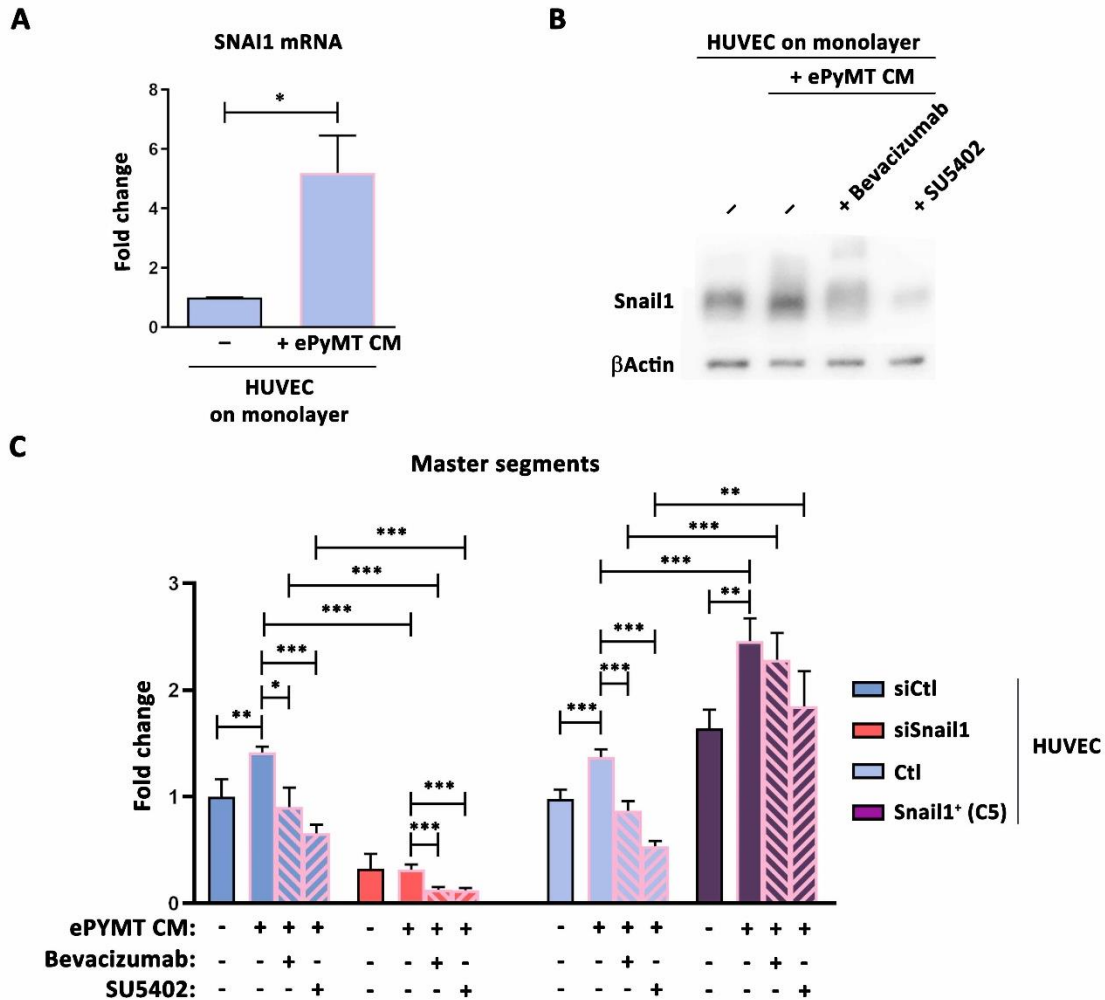 A
SNAI1 mRNA
Fold change
8
6
4
2
0
*
–
+ ePyMT CM
HUVEC
on monolayer
B
HUVEC on monolayer
+ ePyMT CM
– – + Bevacizumab + SU5402
Snail1
βActin
C
Master segments
Fold change
3
2
1
0
** *** 
*** ***
*** *** **
*** ***
* *** ***
** *** ***
siCtl
siSnail1
Ctl
Snail1⁺ (C5)
HUVEC
ePYMT CM: - + + + - + + + - + + + - + + +
Bevacizumab: - - + - - - + - - - + - - - + -
SU5402: - - - + - - - + - - - + - - - +